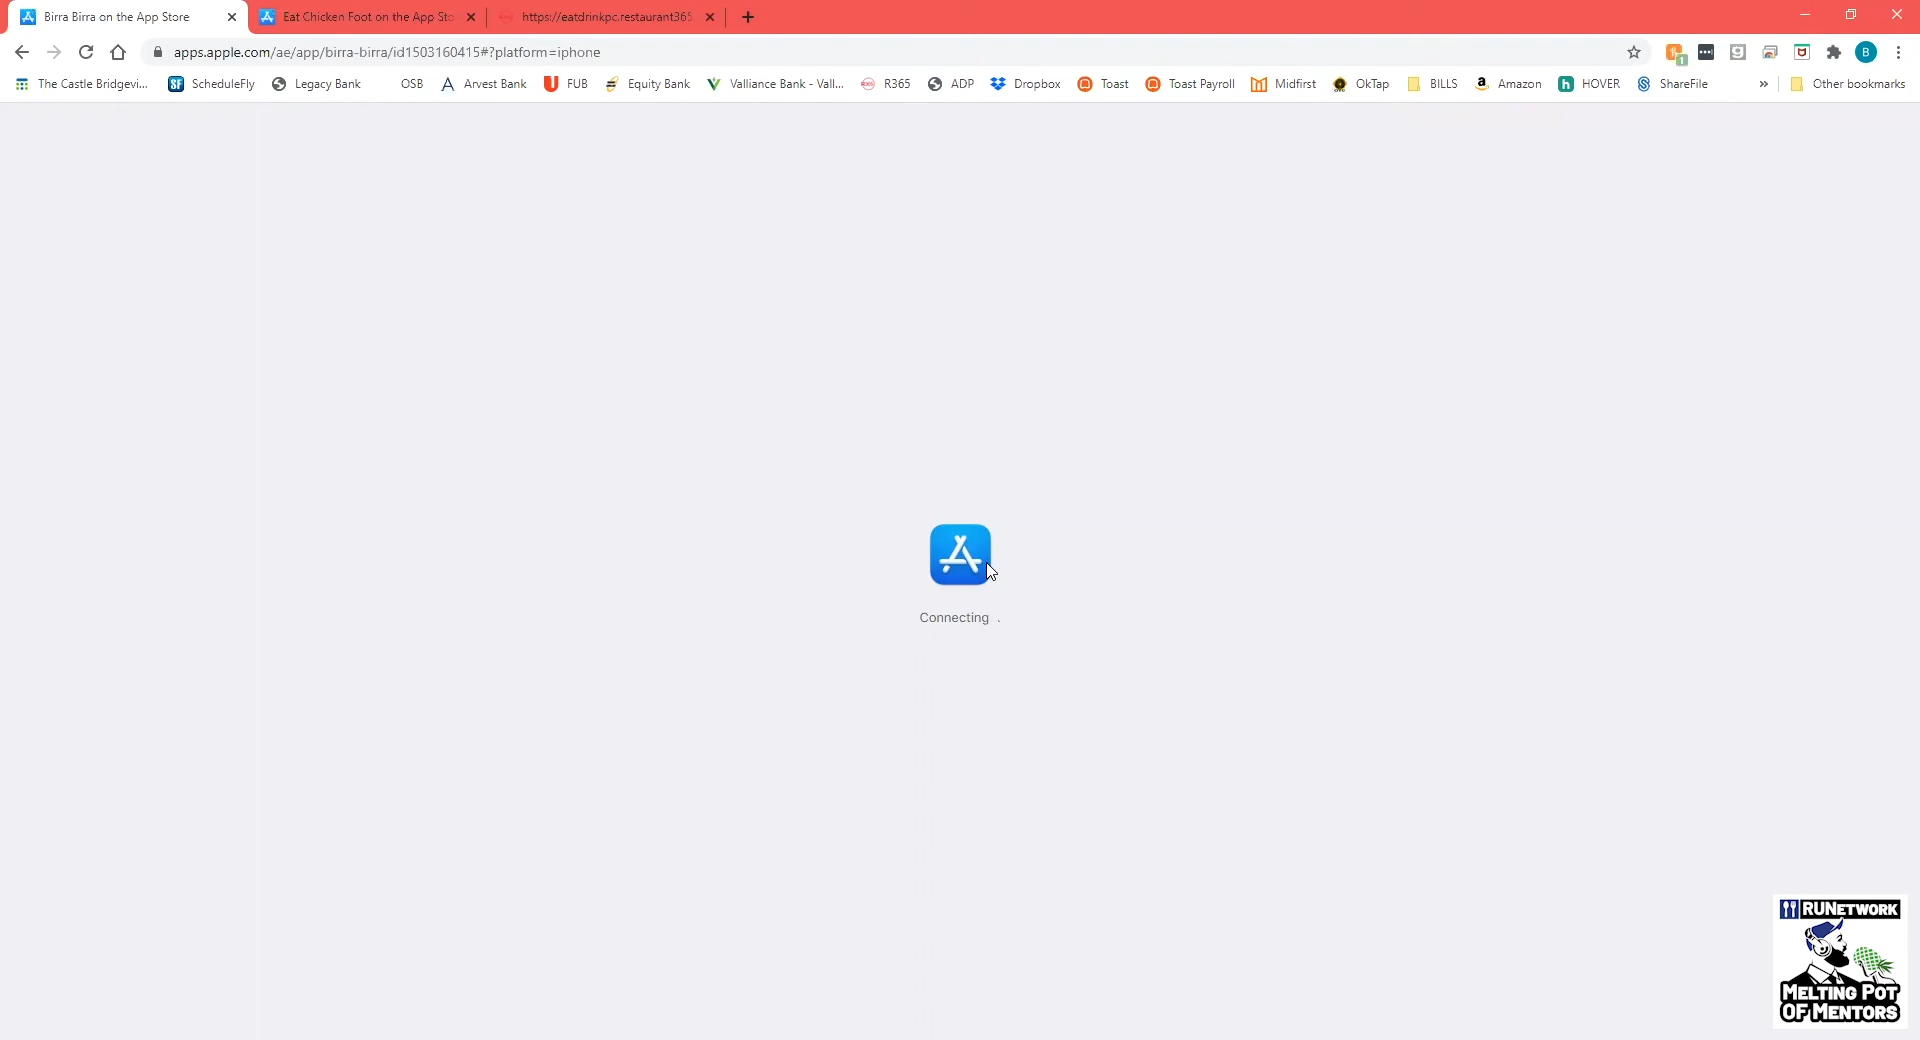 Birra Birra on the App Store
Eat Chicken Foot on the App Sto
https://eatdrinkpc.restaurant365
apps.apple.com/ae/app/birra-birra/id1503160415#?platform=iphone
The Castle Bridgevi... ScheduleFly Legacy Bank OSB Arvest Bank FUB Equity Bank Valliance Bank - Vall... R365 ADP Dropbox Toast Toast Payroll Midfirst OkTap BILLS Amazon HOVER ShareFile » Other bookmarks
Connecting .
RUNETWORK
MELTING POT
OF MENTORS